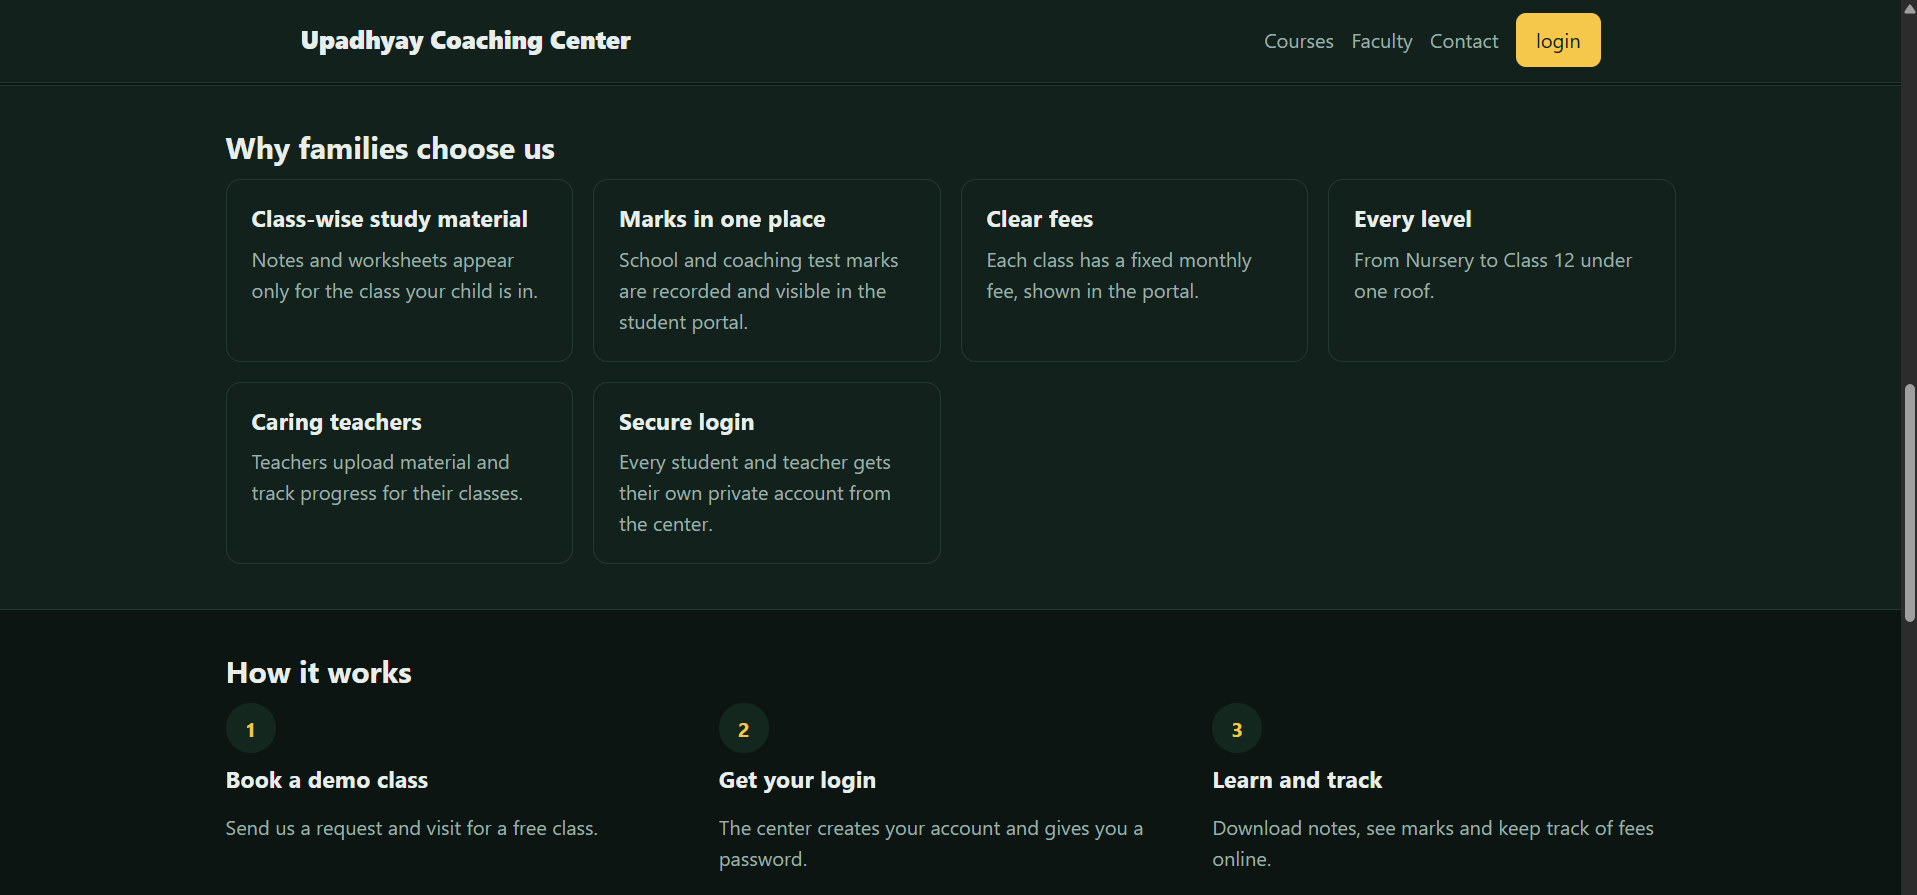 Upadhyay Coaching Center
Courses Faculty Contact login
Why families choose us
Class-wise study material
Notes and worksheets appear
only for the class your child is in.
Marks in one place
School and coaching test marks
are recorded and visible in the
student portal.
Clear fees
Each class has a fixed monthly
fee, shown in the portal.
Every level
From Nursery to Class 12 under
one roof.
Caring teachers
Teachers upload material and
track progress for their classes.
Secure login
Every student and teacher gets
their own private account from
the center.
How it works
1
Book a demo class
Send us a request and visit for a free class.
2
Get your login
The center creates your account and gives you a
password.
3
Learn and track
Download notes, see marks and keep track of fees
online.